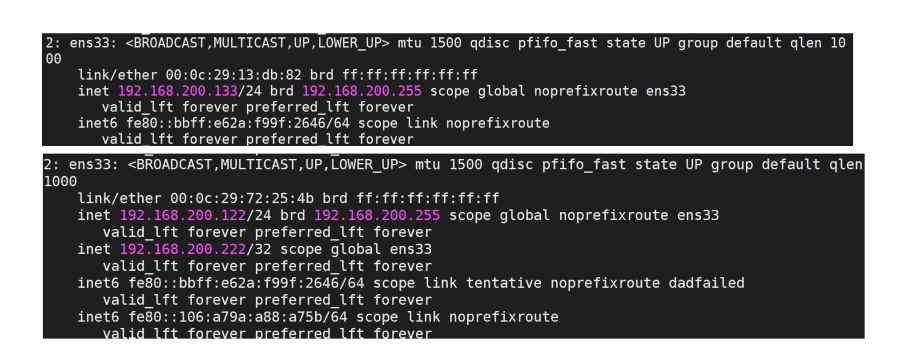 2: ens33: <BROADCAST,MULTICAST,UP,LOWER_UP> mtu 1500 qdisc pfifo_fast state UP group default qlen 10
00
link/ether 00:0c:29:13:db:82 brd ff:ff:ff:ff:ff:ff
inet 192.168.200.133/24 brd 192.168.200.255 scope global noprefixroute ens33
valid_lft forever preferred_lft forever
inet6 fe80::bbff:e62a:f99f:2646/64 scope link noprefixroute
valid_lft forever preferred_lft forever
2: ens33: <BROADCAST,MULTICAST,UP,LOWER_UP> mtu 1500 qdisc pfifo_fast state UP group default qlen
1000
link/ether 00:0c:29:72:25:4b brd ff:ff:ff:ff:ff:ff
inet 192.168.200.122/24 brd 192.168.200.255 scope global noprefixroute ens33
valid_lft forever preferred_lft forever
inet 192.168.200.222/32 scope global ens33
valid_lft forever preferred_lft forever
inet6 fe80::bbff:e62a:f99f:2646/64 scope link tentative noprefixroute dadfailed
valid_lft forever preferred_lft forever
inet6 fe80::106:a79a:a88:a75b/64 scope link noprefixroute
valid_lft forever preferred_lft forever